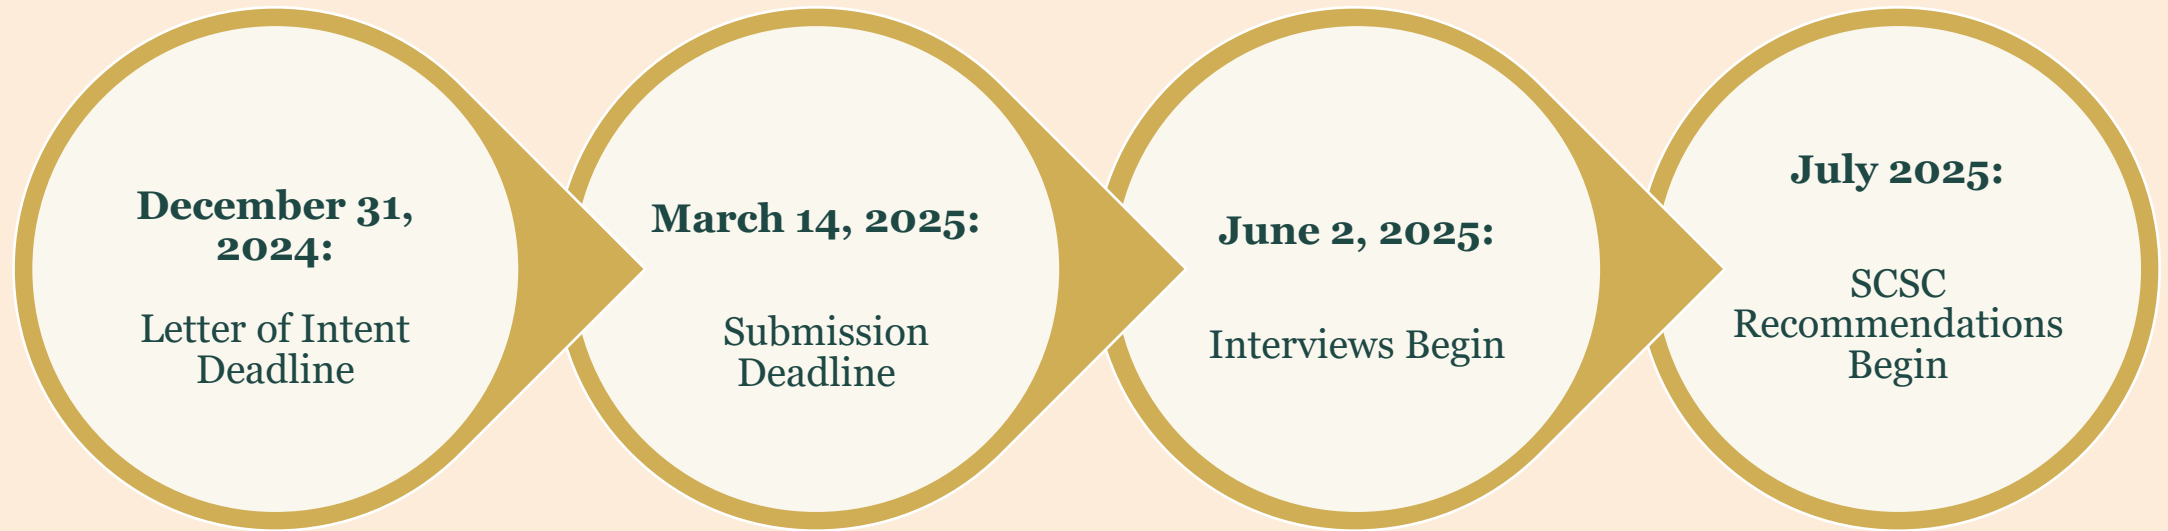 December 31,
2024:
Letter of Intent
Deadline
March 14, 2025:
Submission
Deadline
June 2, 2025:
Interviews Begin
July 2025:
SCSC
Recommendations
Begin